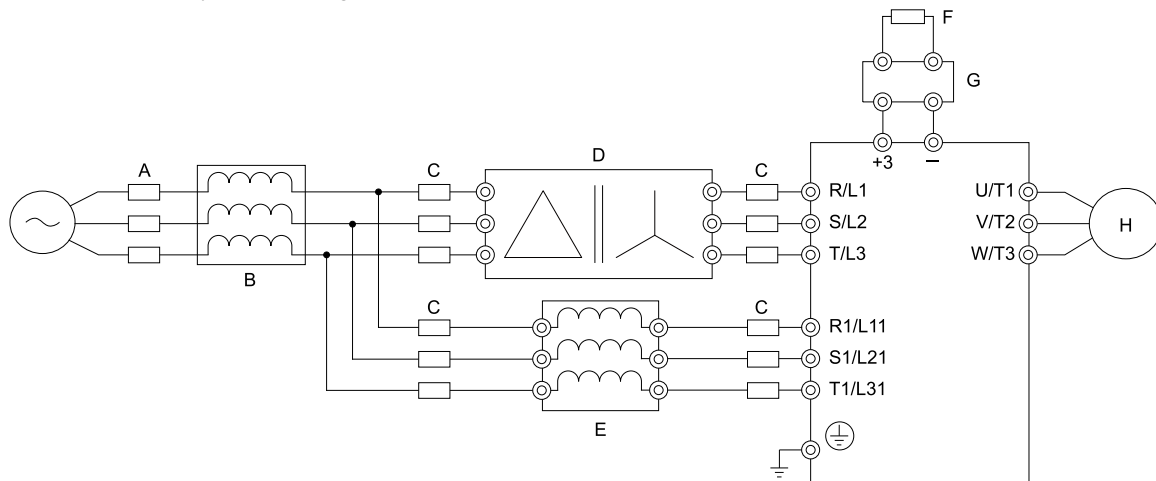 F
G
+3 –
A
B
C
D
C
R/L1
S/L2
T/L3
U/T1
V/T2
W/T3
H
C
C
R1/L11
S1/L21
T1/L31
E